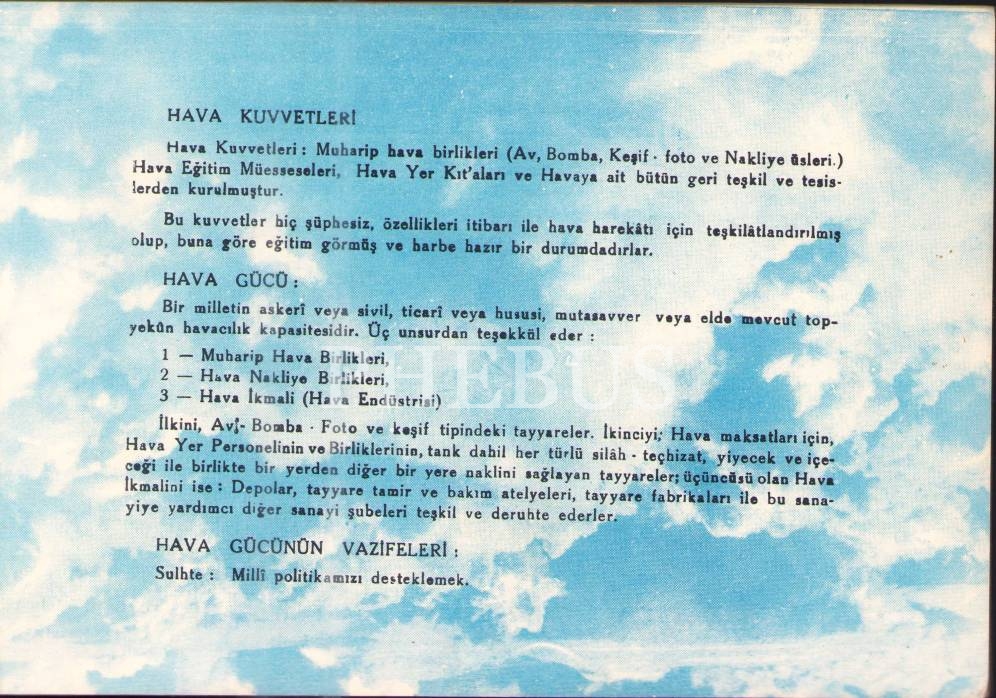 HAVA KUVVETLERİ
Hava Kuvvetleri : Muharip hava birlikleri (Av, Bomba, Keşif - foto ve Nakliye üsleri.)
Hava Eğitim Müesseseleri, Hava Yer Kıt'aları ve Havaya ait bütün geri teşkil ve tesis-
lerden kurulmuştur.
Bu kuvvetler hiç şüphesiz, özellikleri itibarı ile hava harekâtı için teşkilâtlandırılmış
olup, buna göre eğitim görmüş ve harbe hazır bir durumdadırlar.
HAVA GÜCÜ :
Bir milletin askerî veya sivil, ticarî veya hususi, mutasavver veya elde mevcut top-
yekûn havacılık kapasitesidir. Üç unsurdan teşekkül eder :
1 — Muharip Hava Birlikleri,
2 — Hava Nakliye Birlikleri,
3 — Hava İkmali (Hava Endüstrisi)
PHEBUS
İlkini, Av- Bomba - Foto ve keşif tipindeki tayyareler. İkinciyi; Hava maksatları için,
Hava Yer Personelinin ve Birliklerinin, tank dahil her türlü silâh - teçhizat, yiyecek ve içe-
ceği ile birlikte bir yerden diğer bir yere naklini sağlayan tayyareler; üçüncüsü olan Hava
İkmalini ise : Depolar, tayyare tamir ve bakım atelyeleri, tayyare fabrikaları ile bu sana-
yiye yardımcı diğer sanayi şubeleri teşkil ve deruhte ederler.
HAVA GÜCÜNÜN VAZİFELERİ :
Sulhte : Millî politikamızı desteklemek.